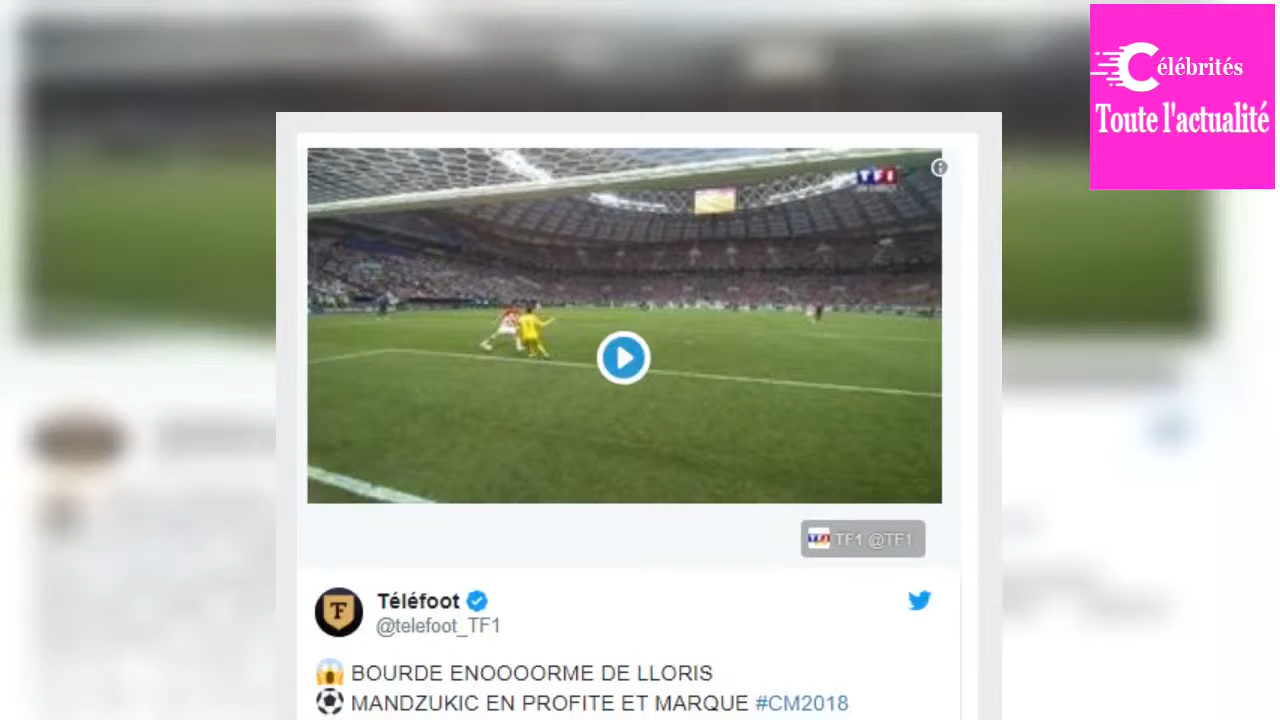 Célébrités
Toute l'actualité
TF1
TF1 @TF1
Téléfoot
@telefoot_TF1
😱 BOURDE ENOOOORME DE LLORIS
⚽ MANDZUKIC EN PROFITE ET MARQUE #CM2018